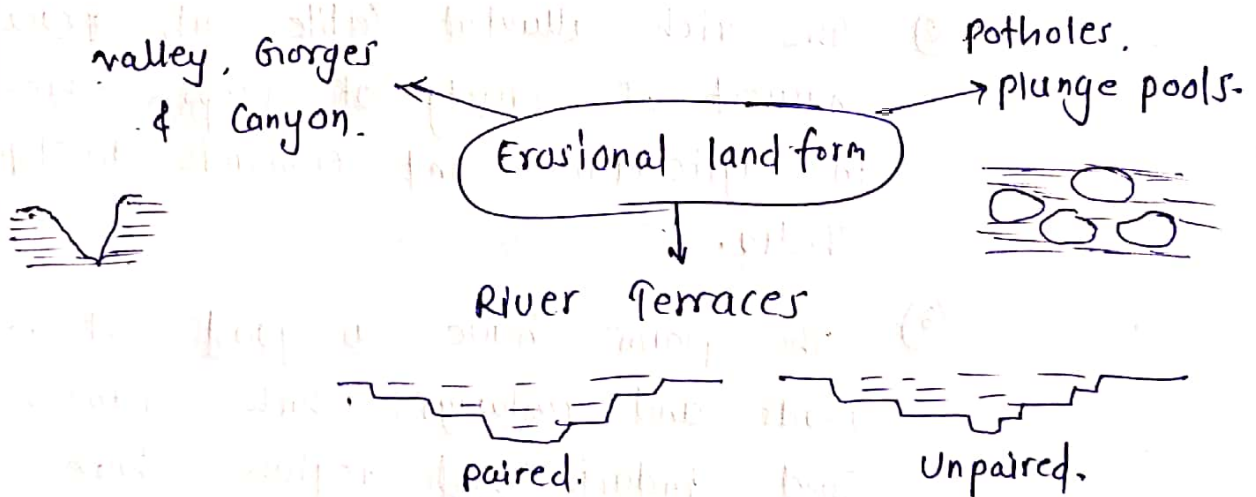 valley, Gorges
& Canyon.
potholes.
plunge pools.
Erosional land form
River Terraces
paired.
Unpaired.